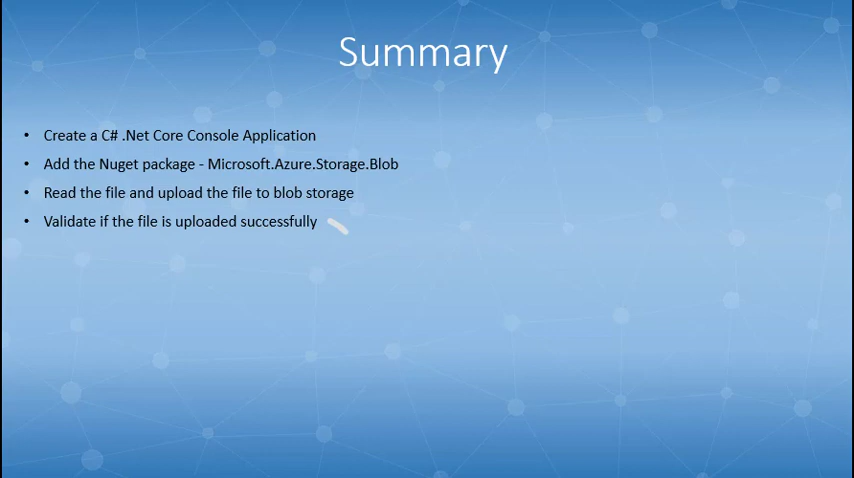 Summary
• Create a C# .Net Core Console Application
• Add the Nuget package - Microsoft.Azure.Storage.Blob
• Read the file and upload the file to blob storage
• Validate if the file is uploaded successfully